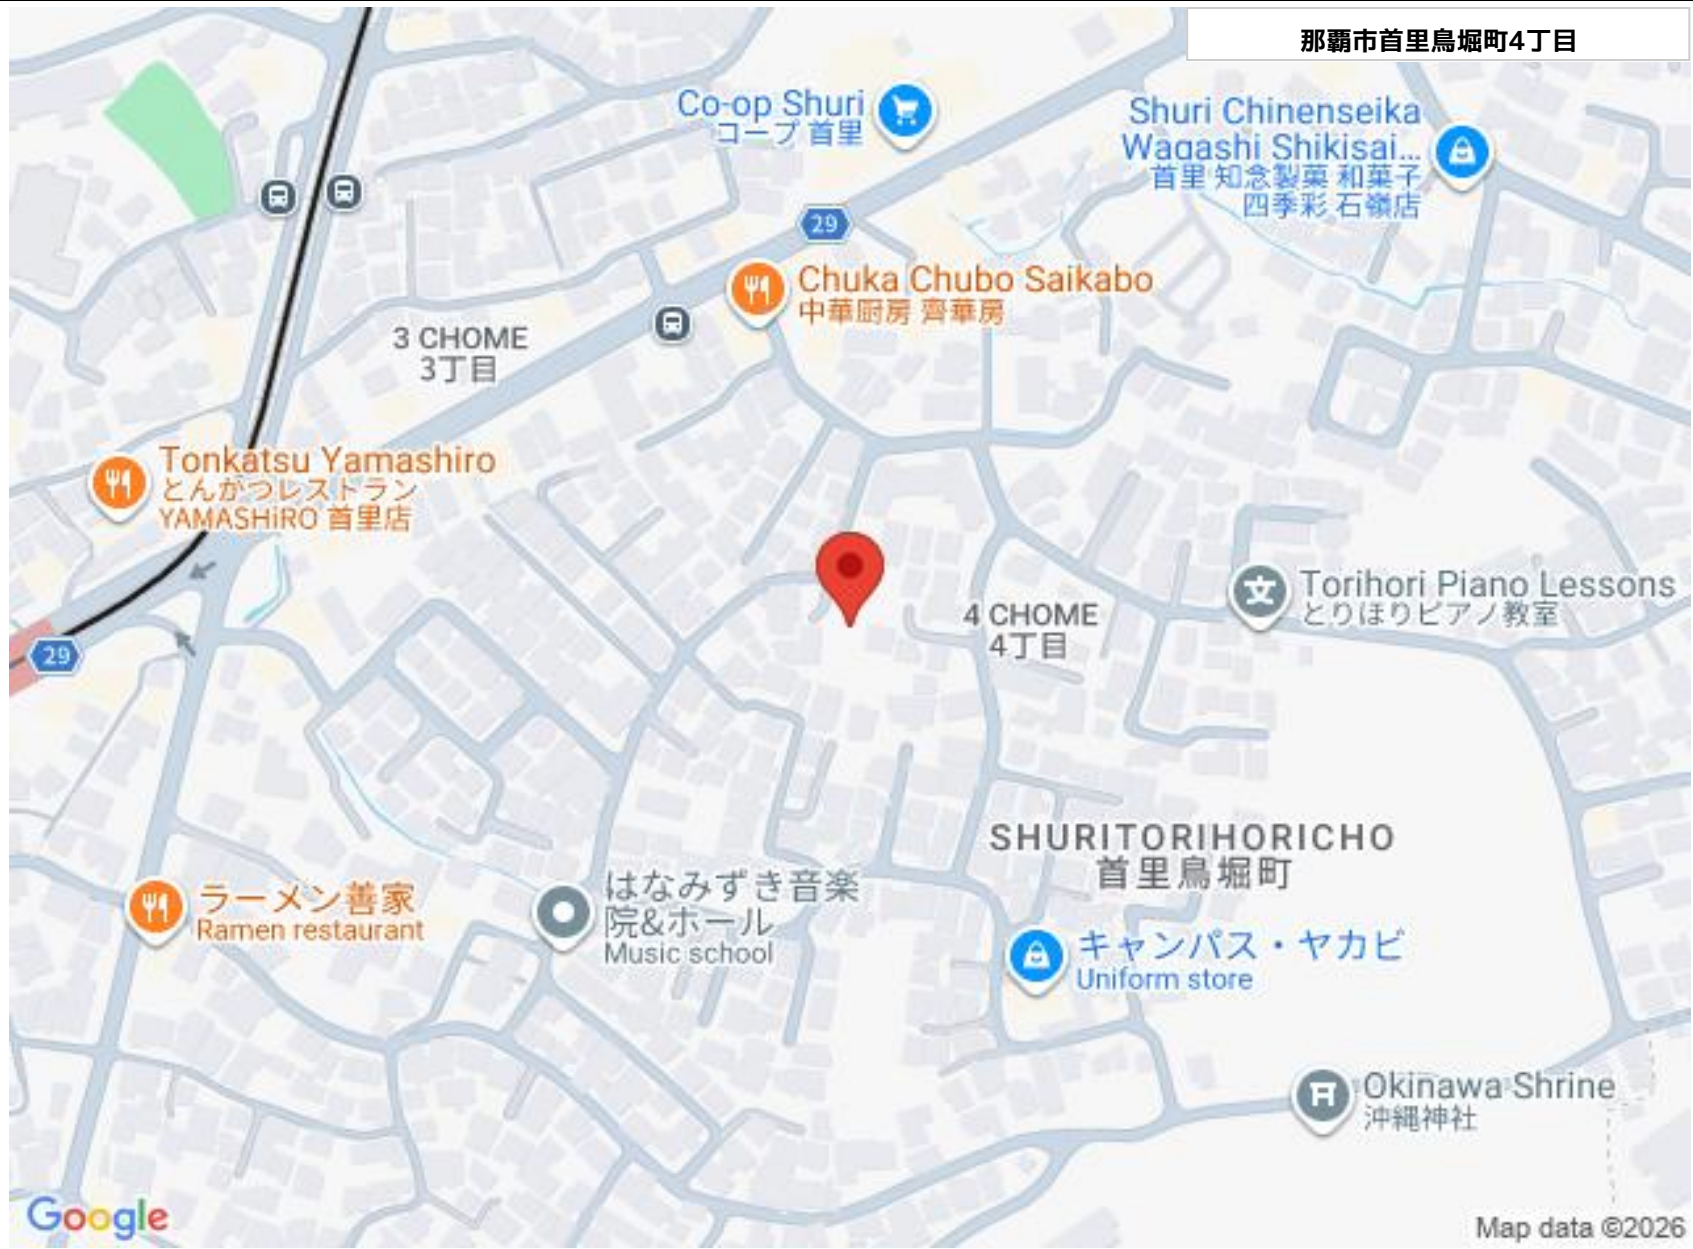 那覇市首里鳥堀町4丁目
Co-op Shuri
コープ 首里
Shuri Chinenseika
Wagashi Shikisai...
首里 知念製菓 和菓子
四季彩 石嶺店
29
Chuka Chubo Saikabo
中華厨房 齊華房
3 CHOME
3丁目
Tonkatsu Yamashiro
とんかつレストラン
YAMASHiRO 首里店
Torihori Piano Lessons
とりほりピアノ教室
4 CHOME
4丁目
29
SHURITORIHORICHO
首里鳥堀町
ラーメン善家
Ramen restaurant
はなみずき音楽
院&ホール
Music school
キャンパス・ヤカビ
Uniform store
Okinawa Shrine
沖縄神社
Google
Map data ©2026